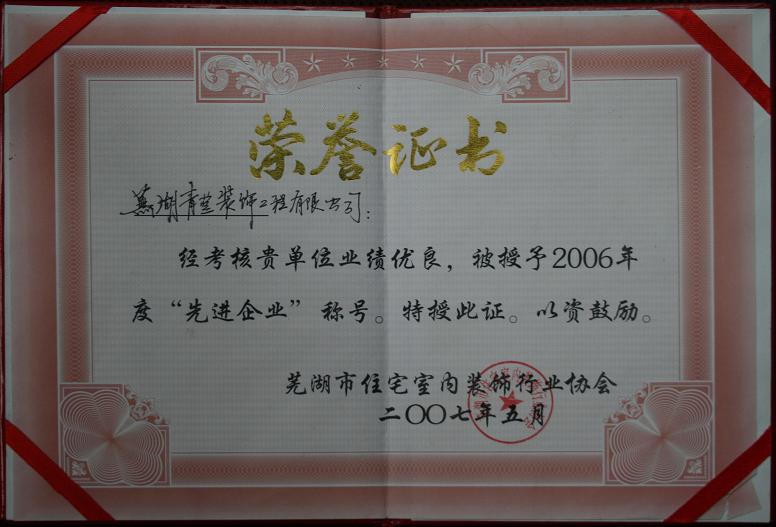 荣誉证书
蕪湖青芝装饰工程有限公司：
经考核贵单位业绩优良，被授予2006年
度“先进企业”称号。特授此证。以资鼓励。
芜湖市住宅室内装饰行业协会
二〇〇七年五月